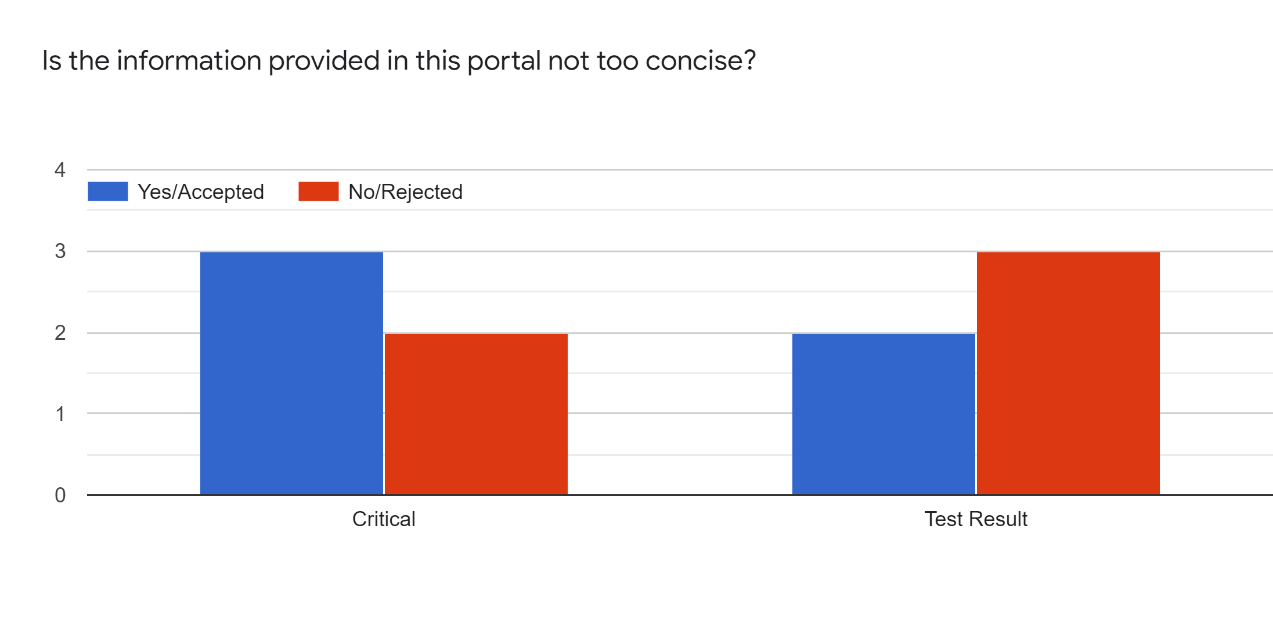 Is the information provided in this portal not too concise?
4
Yes/Accepted No/Rejected
3
2
1
0
Critical Test Result